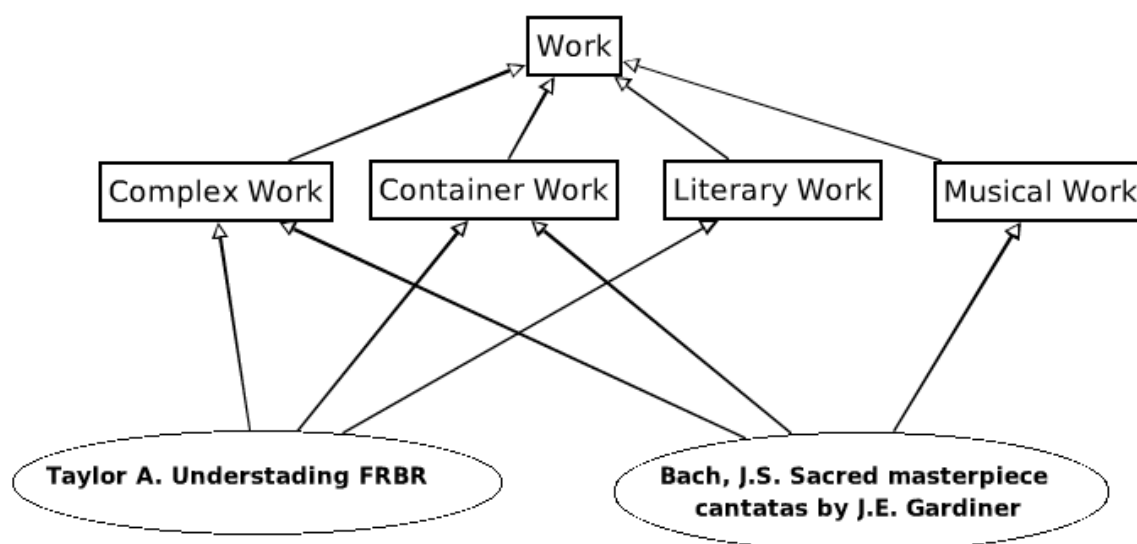 Work
Complex Work
Container Work
Literary Work
Musical Work
Taylor A. Understading FRBR
Bach, J.S. Sacred masterpiece
cantatas by J.E. Gardiner